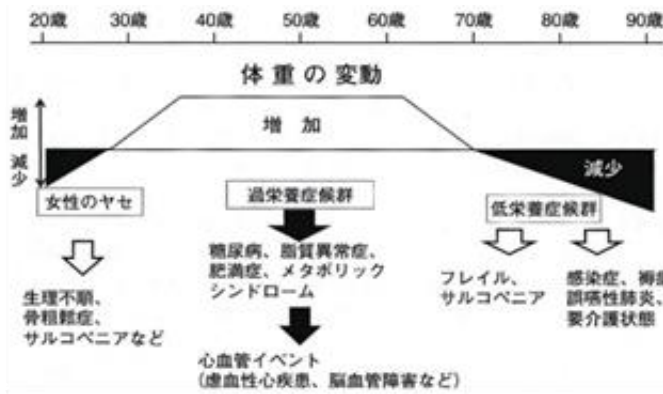 20歳 30歳 40歳 50歳 60歳 70歳 80歳 90歳
体重の変動
増加
減少
増加
減少
女性のヤセ
過栄養症候群
低栄養症候群
生理不順、
骨粗鬆症、
サルコペニアなど
糖尿病、脂質異常症、
肥満症、メタボリック
シンドローム
心血管イベント
(虚血性心疾患、脳血管障害など)
フレイル、
サルコペニア
感染症、
誤嚥性肺炎、
要介護状態